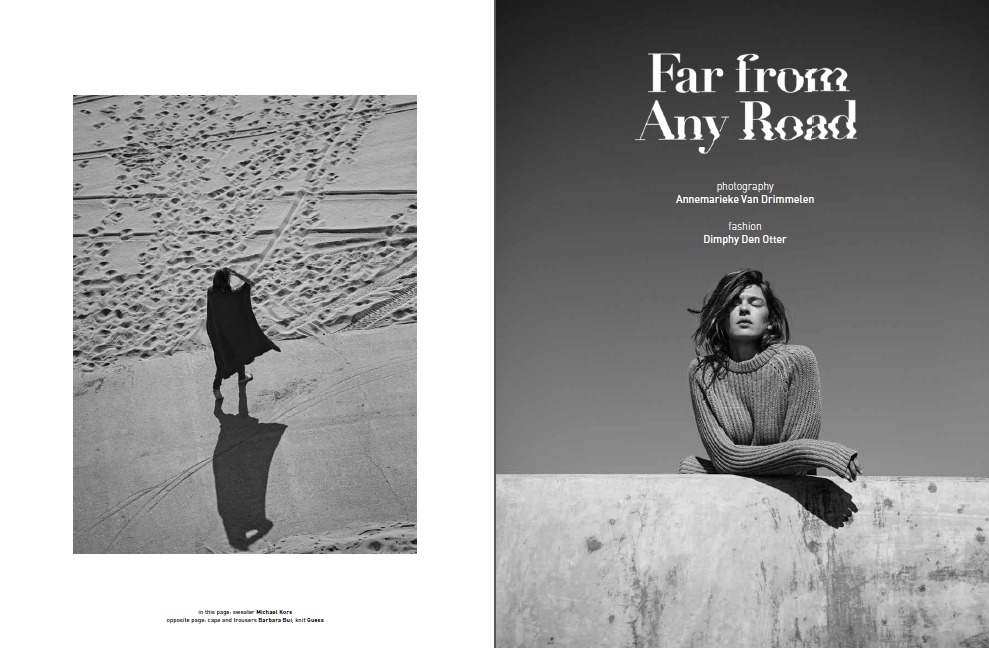 in this page: sweater Michael Kors
opposite page: cape and trousers Barbara Bui; knit Guess
Far from
Any Road
photography
Annemarieke Van Drimmelen
fashion
Dimphy Den Otter